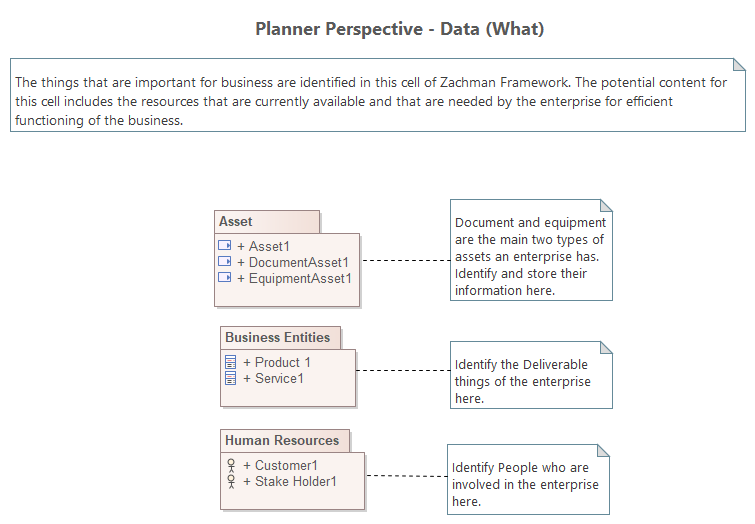 Planner Perspective - Data (What)
The things that are important for business are identified in this cell of Zachman Framework. The potential content for
this cell includes the resources that are currently available and that are needed by the enterprise for efficient
functioning of the business.
Asset
+ Asset1
+ DocumentAsset1
+ EquipmentAsset1
Document and equipment
are the main two types of
assets an enterprise has.
Identify and store their
information here.
Business Entities
+ Product 1
+ Service1
Identify the Deliverable
things of the enterprise
here.
Human Resources
+ Customer1
+ Stake Holder1
Identify People who are
involved in the enterprise
here.